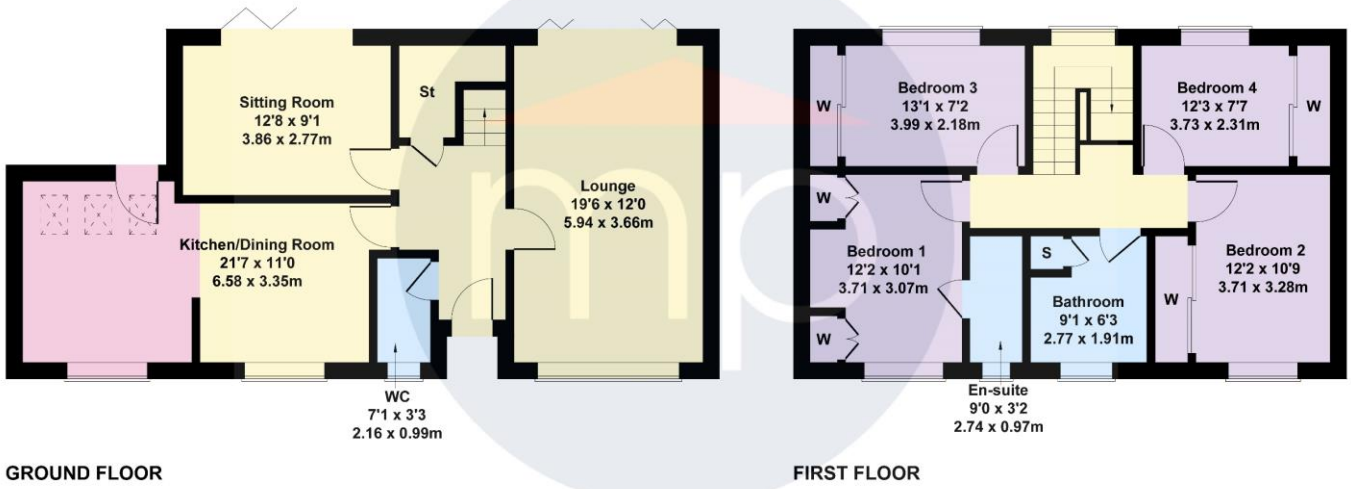 Sitting Room
12'8 x 9'1
3.86 x 2.77m
St
Lounge
19'6 x 12'0
5.94 x 3.66m
Kitchen/Dining Room
21'7 x 11'0
6.58 x 3.35m
WC
7'1 x 3'3
2.16 x 0.99m
GROUND FLOOR
mp
W
Bedroom 3
13'1 x 7'2
3.99 x 2.18m
Bedroom 4
12'3 x 7'7
3.73 x 2.31m
W
W
Bedroom 1
12'2 x 10'1
3.71 x 3.07m
W
S
Bathroom
9'1 x 6'3
2.77 x 1.91m
W
Bedroom 2
12'2 x 10'9
3.71 x 3.28m
En-suite
9'0 x 3'2
2.74 x 0.97m
FIRST FLOOR